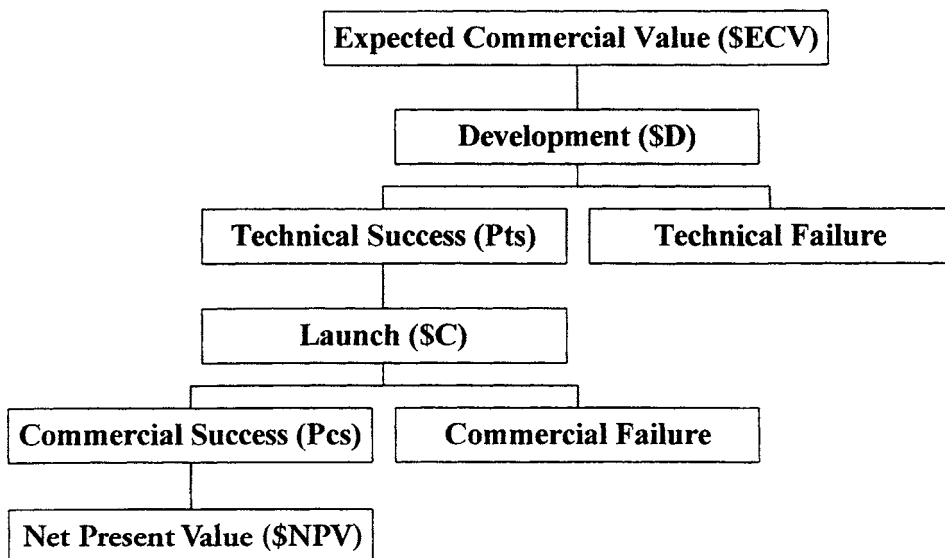 Expected Commercial Value ($ECV)
Development ($D)
Technical Success (Pts)
Technical Failure
Launch ($C)
Commercial Success (Pcs)
Commercial Failure
Net Present Value ($NPV)